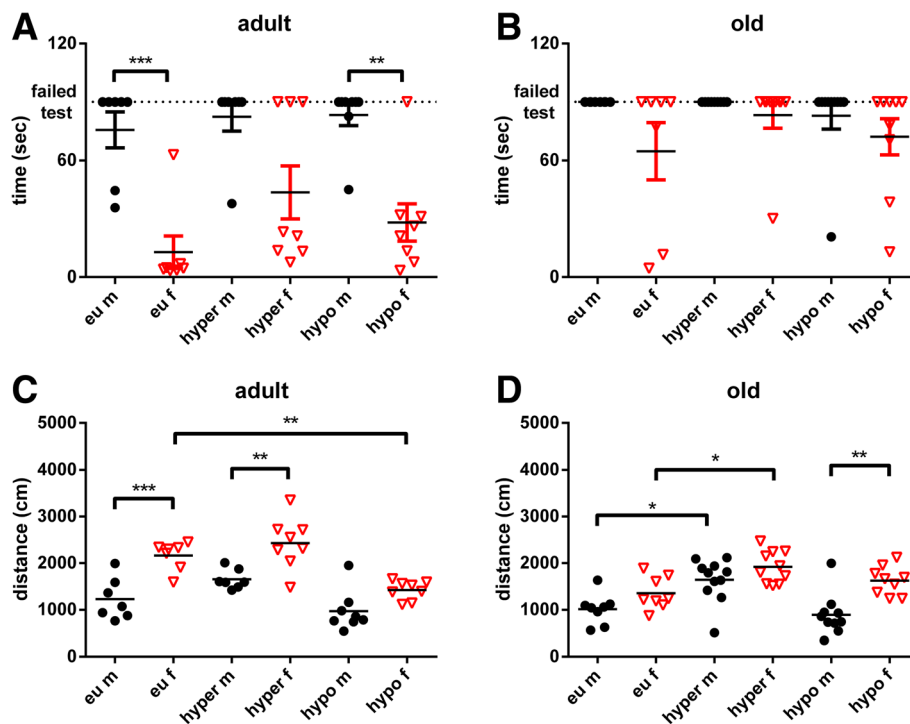 A adult
120
failed
test
60
0
time (sec)
*** **
eu m eu f hyper m hyper f hypo m hypo f
B old
120
failed
test
60
0
time (sec)
eu m eu f hyper m hyper f hypo m hypo f
C adult
5000
4000
3000
2000
1000
0
distance (cm)
**
**
***
eu m eu f hyper m hyper f hypo m hypo f
D old
5000
4000
3000
2000
1000
0
distance (cm)
**
*
*
eu m eu f hyper m hyper f hypo m hypo f